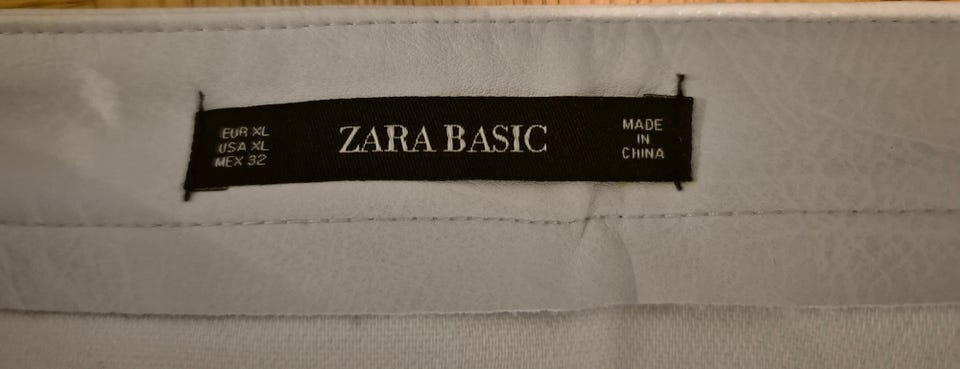 EUR XL
USA XL
MEX 32
ZARA BASIC
MADE
IN
CHINA